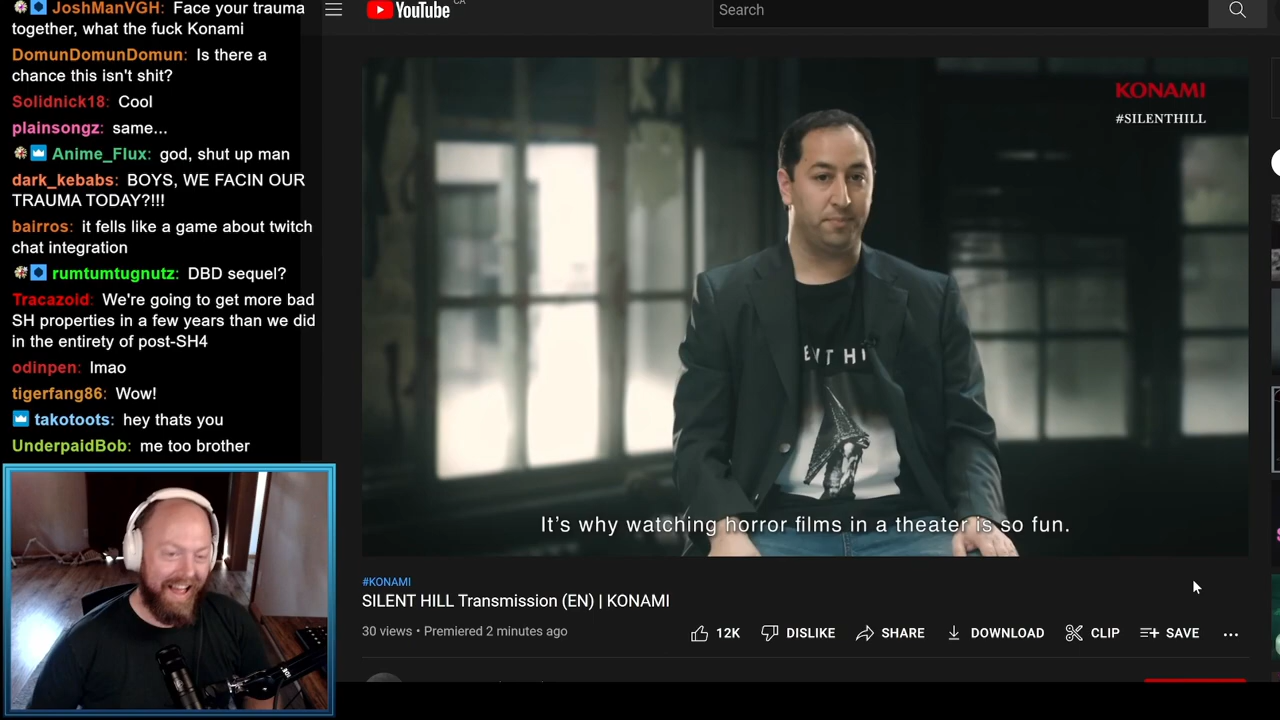 JoshManVGH: Face your trauma
together, what the fuck Konami
DomunDomunDomun: Is there a
chance this isn't shit?
Solidnick18: Cool
plainsongz: same...
Anime_Flux: god, shut up man
dark_kebabs: BOYS, WE FACIN OUR
TRAUMA TODAY?!!!
bairros: it fells like a game about twitch
chat integration
rumtumtugnutz: DBD sequel?
Tracazoid: We're going to get more bad
SH properties in a few years than we did
in the entirety of post-SH4
odinpen: lmao
tigerfang86: Wow!
takotoots: hey thats you
UnderpaidBob: me too brother
YouTube CA
Search
KONAMI
#SILENTHILL
ENT HI
It's why watching horror films in a theater is so fun.
#KONAMI
SILENT HILL Transmission (EN) | KONAMI
30 views • Premiered 2 minutes ago
12K
DISLIKE
SHARE
DOWNLOAD
CLIP
SAVE